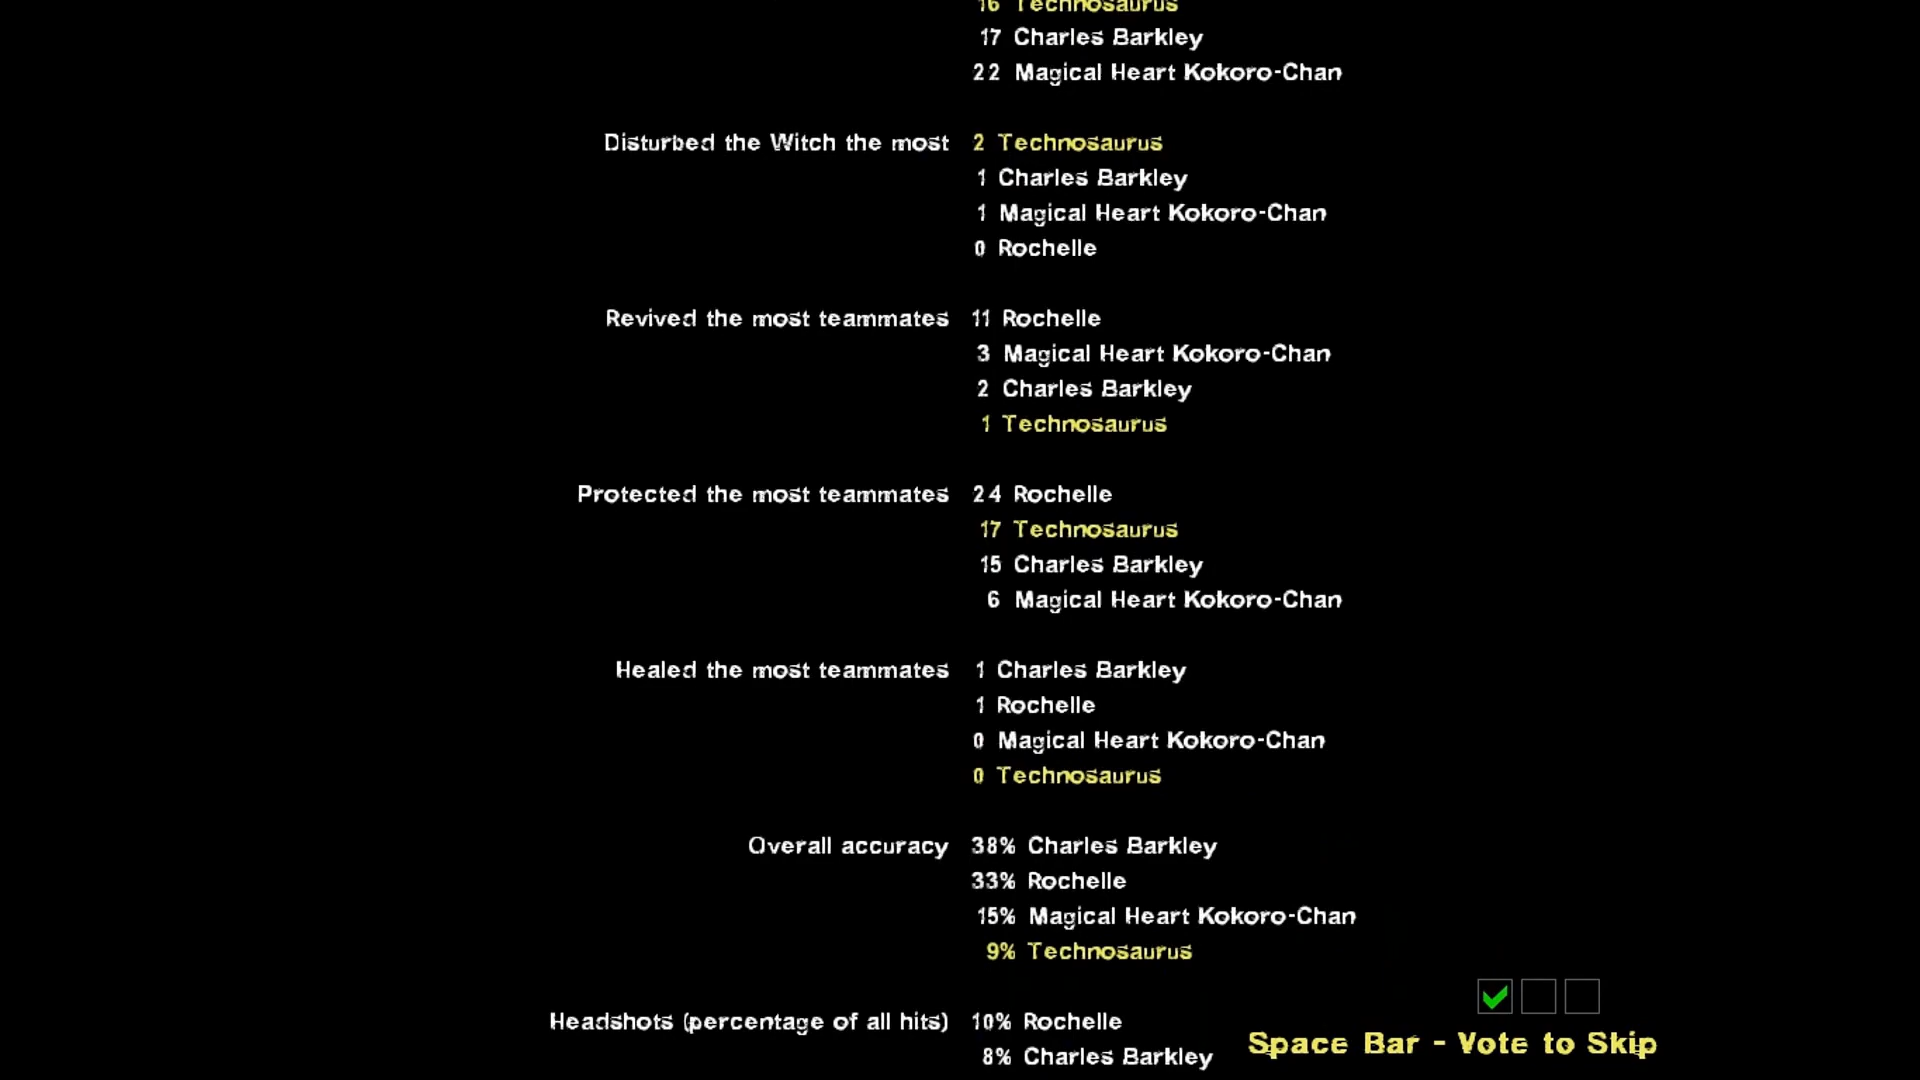 16 Technosaurus
17 Charles Barkley
22 Magical Heart Kokoro-Chan
Disturbed the Witch the most 2 Technosaurus
1 Charles Barkley
1 Magical Heart Kokoro-Chan
0 Rochelle
Revived the most teammates 11 Rochelle
3 Magical Heart Kokoro-Chan
2 Charles Barkley
1 Technosaurus
Protected the most teammates 24 Rochelle
17 Technosaurus
15 Charles Barkley
6 Magical Heart Kokoro-Chan
Healed the most teammates 1 Charles Barkley
1 Rochelle
0 Magical Heart Kokoro-Chan
0 Technosaurus
Overall accuracy 38% Charles Barkley
33% Rochelle
15% Magical Heart Kokoro-Chan
9% Technosaurus
Headshots (percentage of all hits) 10% Rochelle
8% Charles Barkley
Space Bar - Vote to Skip